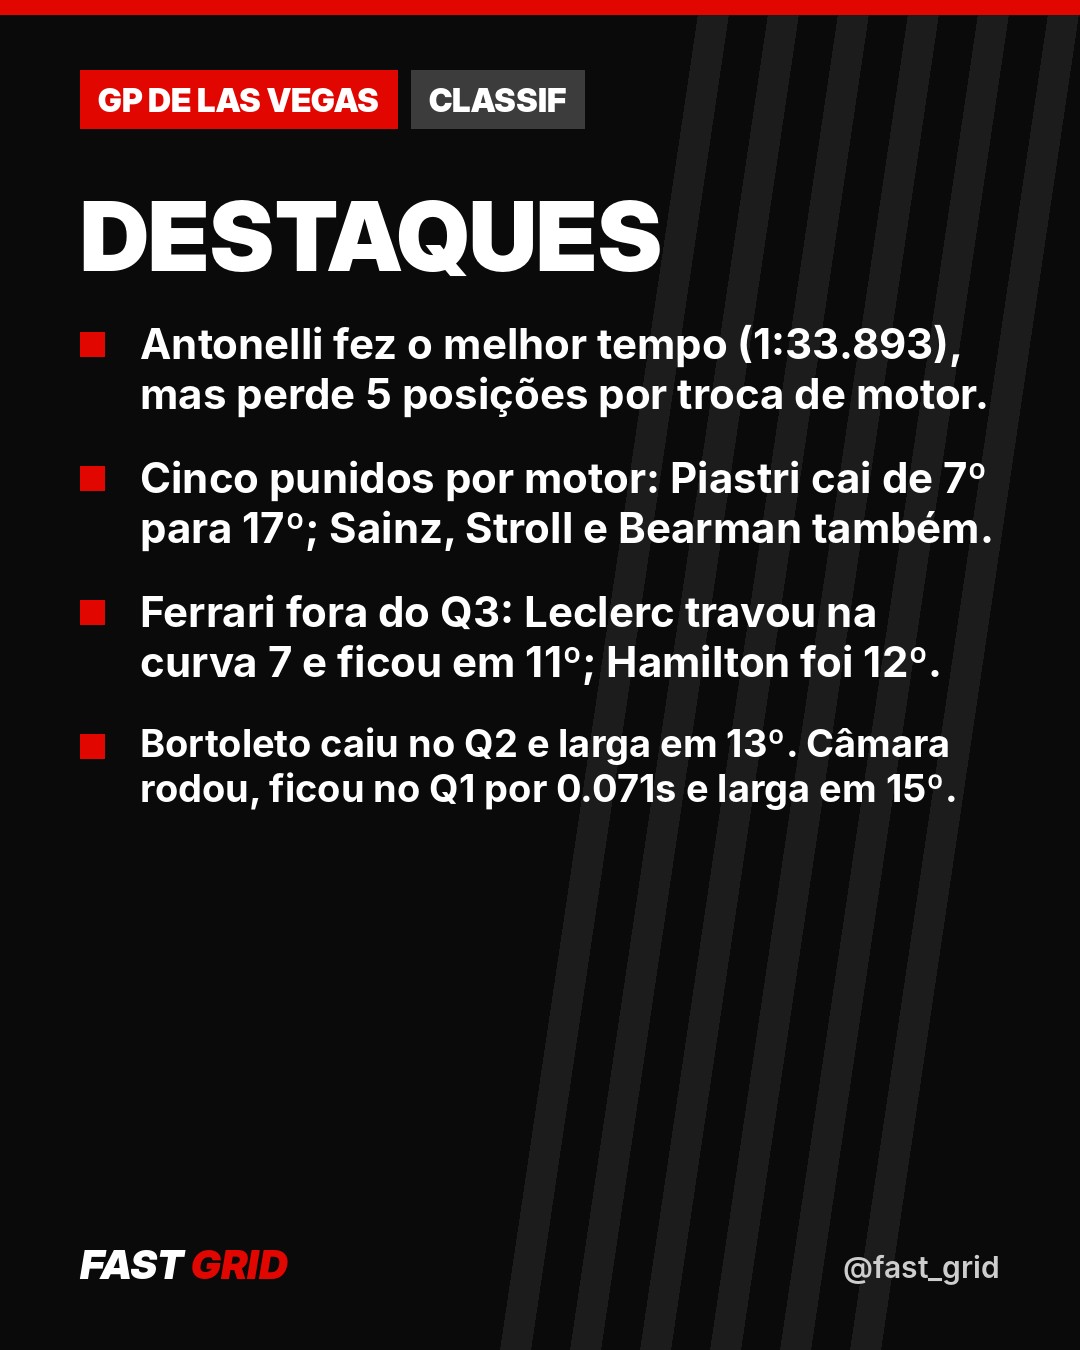 GP DE LAS VEGAS CLASSIF
DESTAQUES
Antonelli fez o melhor tempo (1:33.893),
mas perde 5 posições por troca de motor.
Cinco punidos por motor: Piastri cai de 7º
para 17º; Sainz, Stroll e Bearman também.
Ferrari fora do Q3: Leclerc travou na
curva 7 e ficou em 11º; Hamilton foi 12º.
Bortoleto caiu no Q2 e larga em 13º. Câmara
rodou, ficou no Q1 por 0.071s e larga em 15º.
FAST GRID
@fast_grid